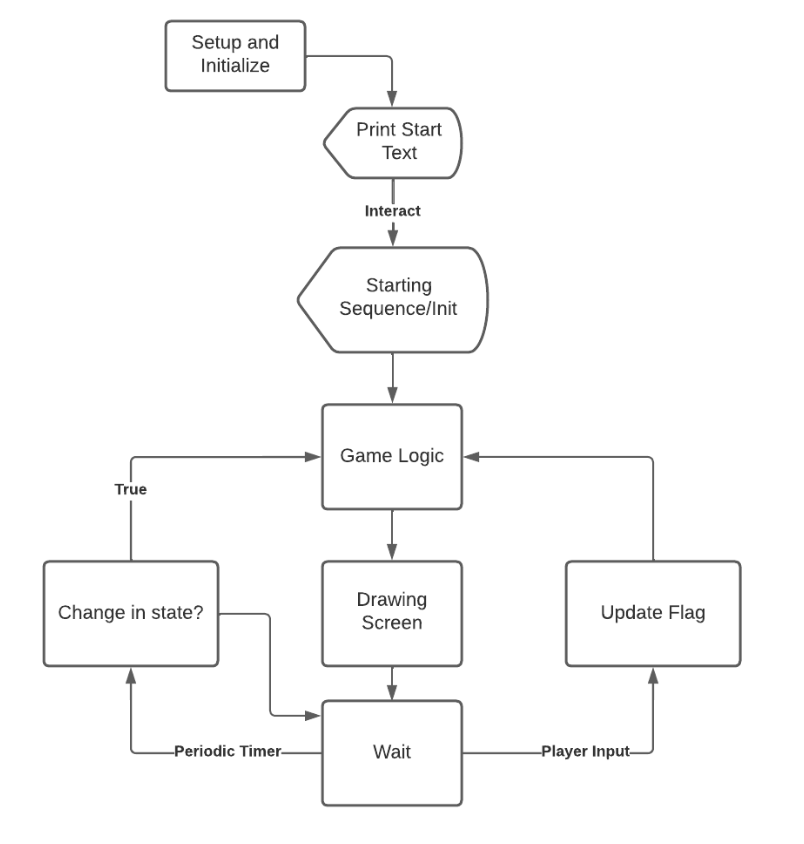 Setup and
Initialize
Print Start
Text
Interact
Starting
Sequence/Init
Game Logic
True
Change in state?
Drawing
Screen
Update Flag
Periodic Timer
Wait
Player Input